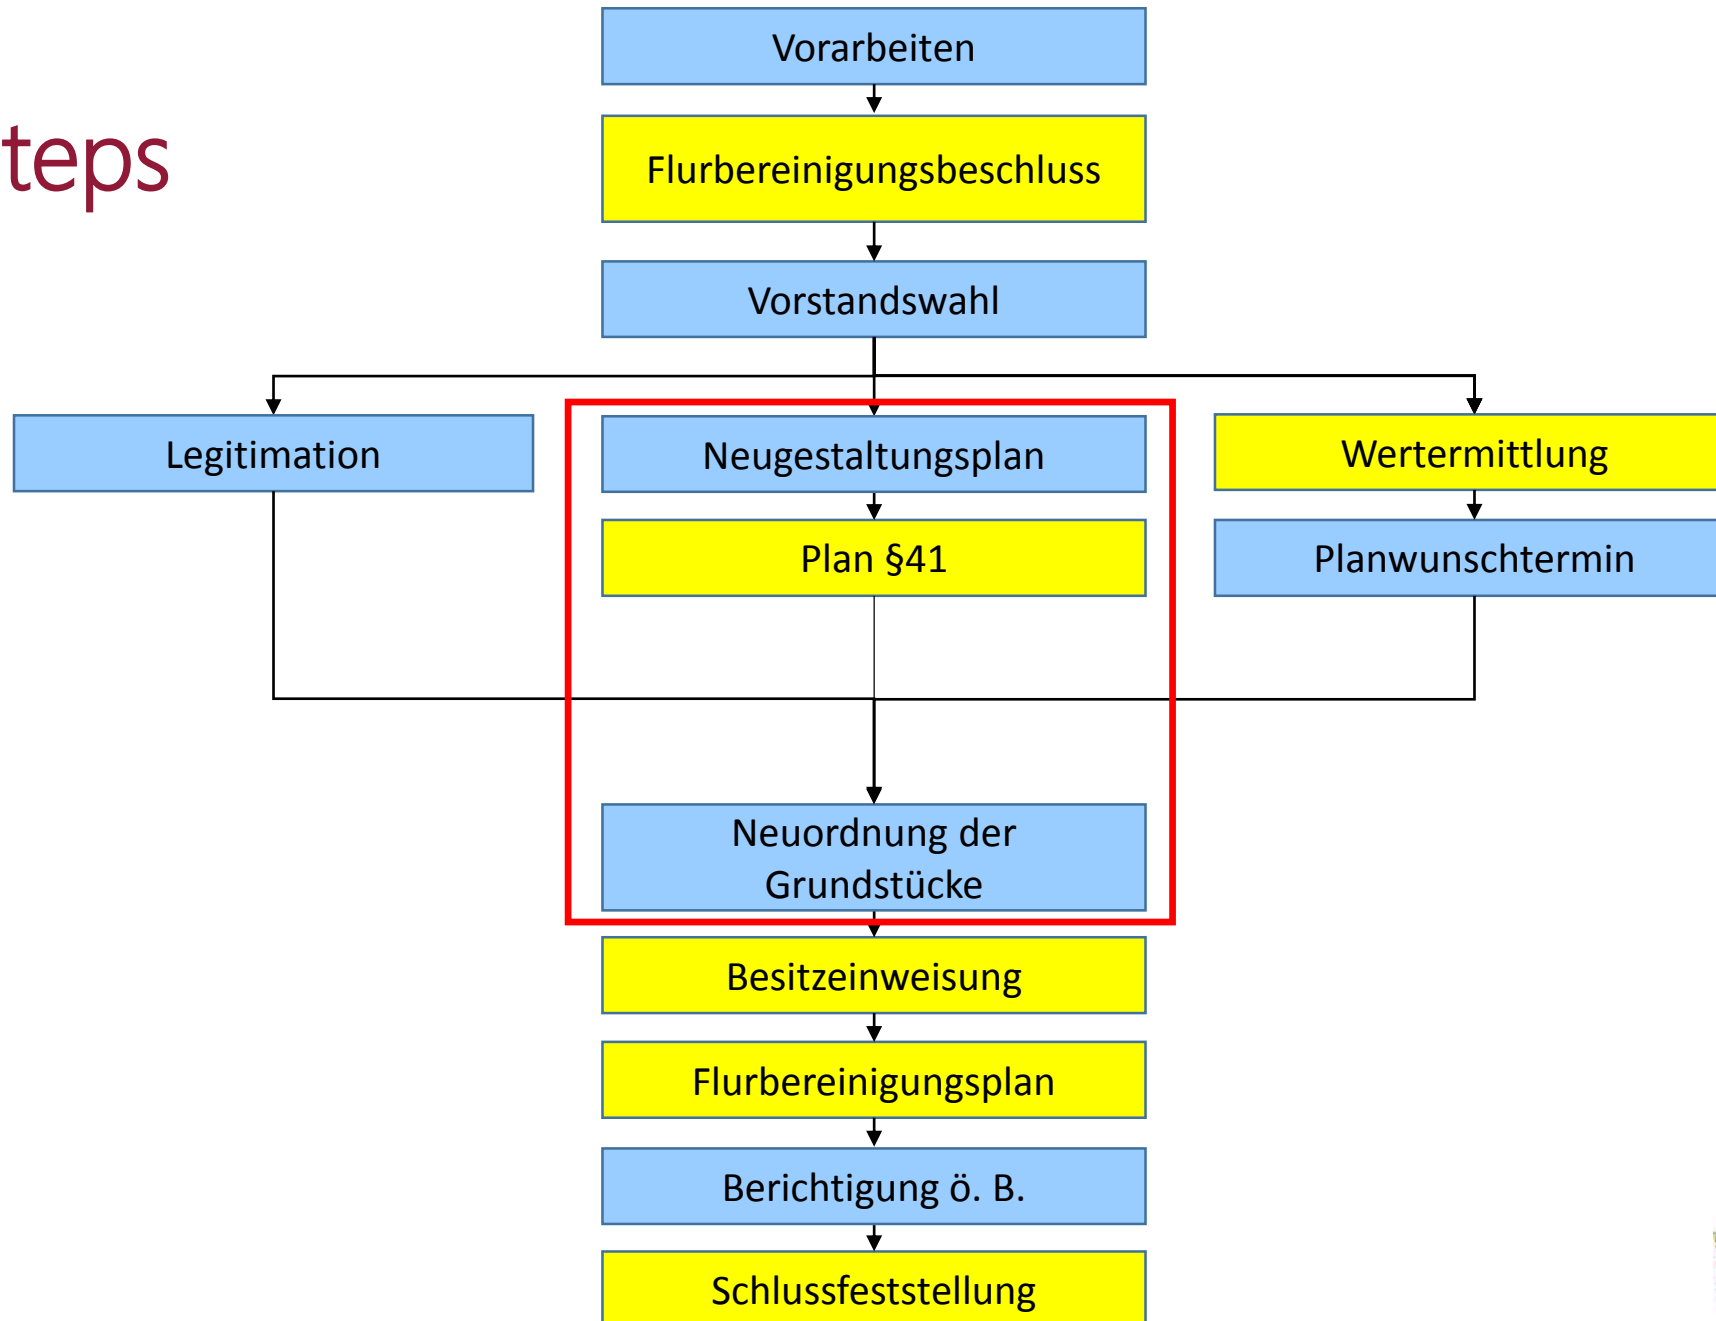 Vorarbeiten
teps
Flurbereinigungsbeschluss
Vorstandswahl
Legitimation
Neugestaltungsplan
Wertermittlung
Plan §41
Planwunschtermin
Neuordnung der
Grundstücke
Besitzeinweisung
Flurbereinigungsplan
Berichtigung ö. B.
Schlussfeststellung